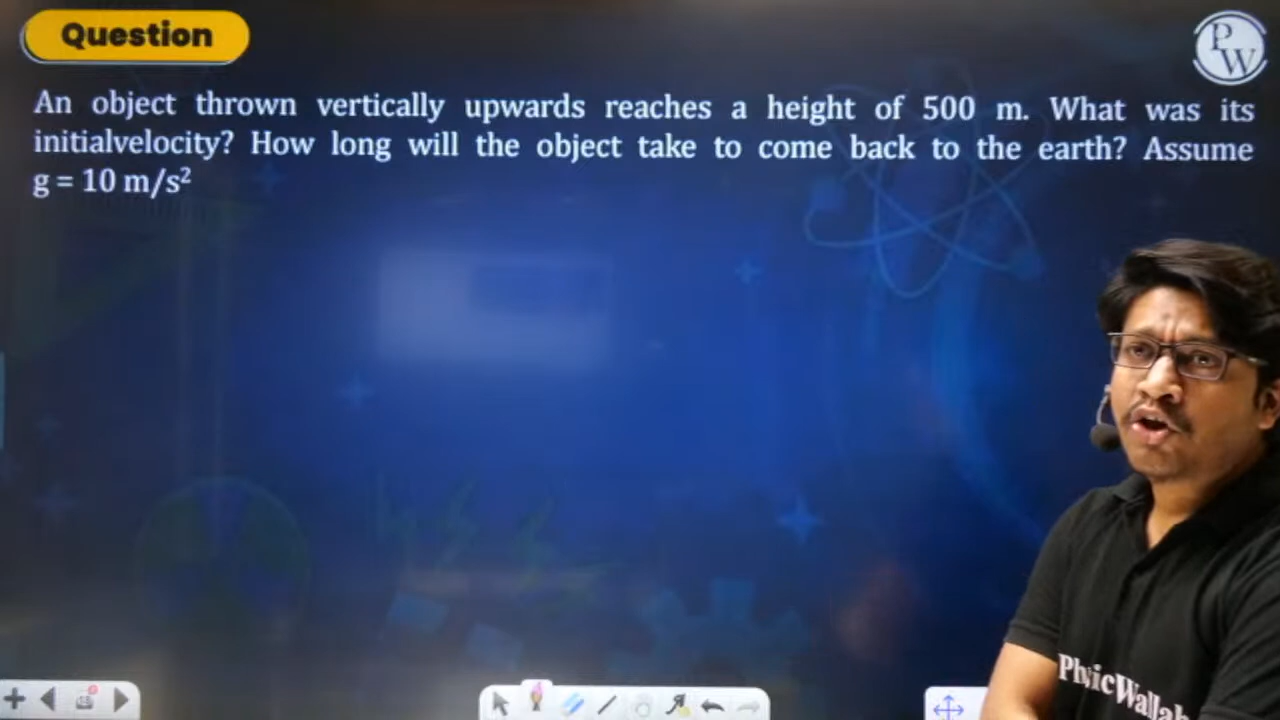 Question
PW
An object thrown vertically upwards reaches a height of 500 m. What was its
initialvelocity? How long will the object take to come back to the earth? Assume
g = 10 m/s²